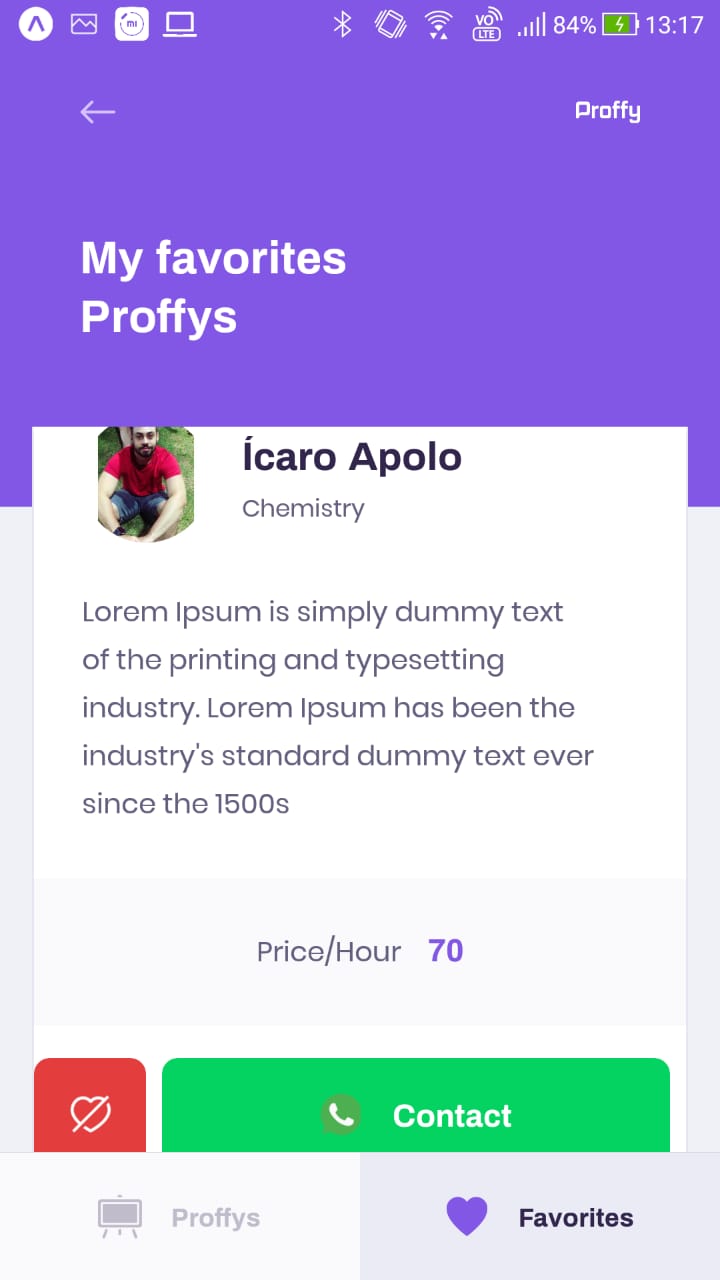 mi
VO
LTE
84%
13:17
Proffy
My favorites
Proffys
Ícaro Apolo
Chemistry
Lorem Ipsum is simply dummy text
of the printing and typesetting
industry. Lorem Ipsum has been the
industry's standard dummy text ever
since the 1500s
Price/Hour 70
Contact
Proffys
Favorites